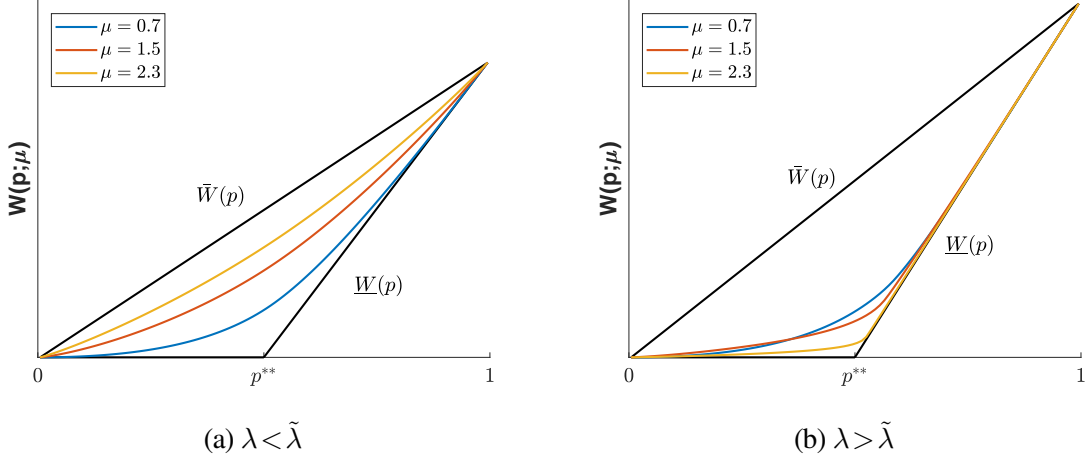 μ = 0.7
μ = 1.5
μ = 2.3
W(p;μ)
W̄(p)
W̲(p)
0
p**
1
(a) λ < λ̃
μ = 0.7
μ = 1.5
μ = 2.3
W(p;μ)
W̄(p)
W̲(p)
0
p**
1
(b) λ > λ̃